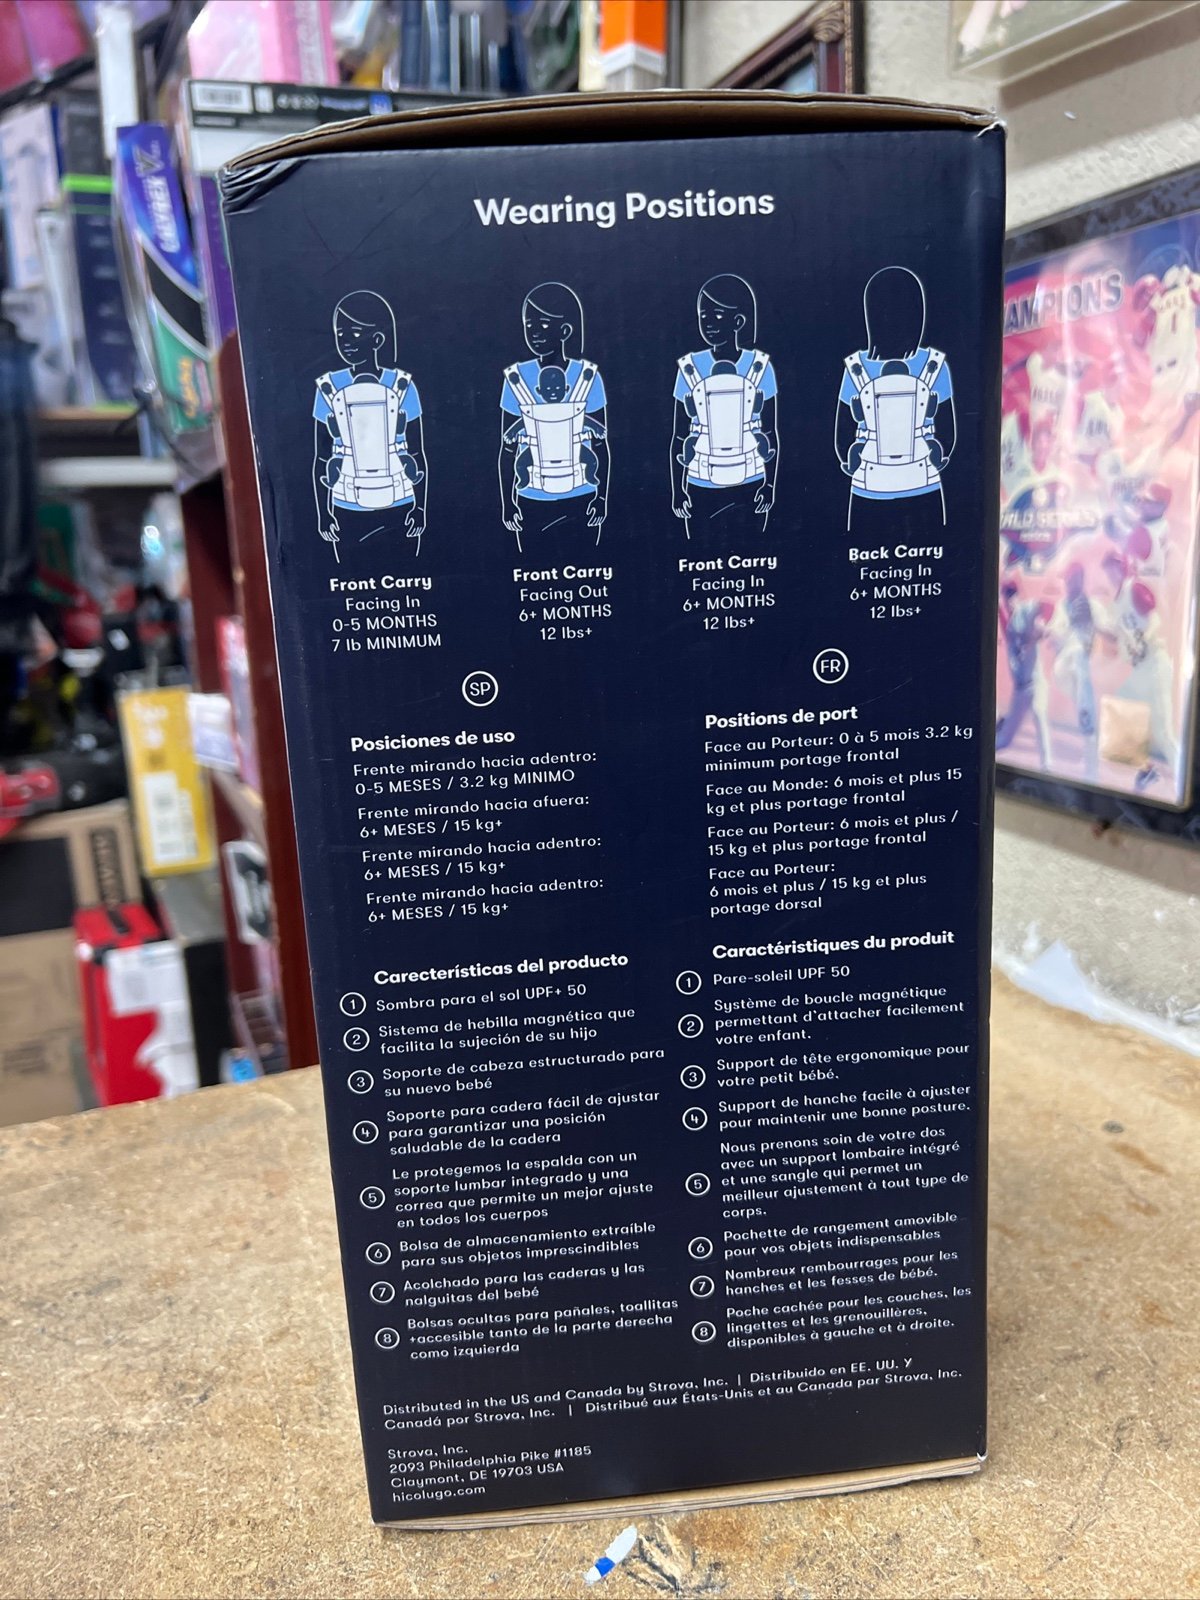 Wearing Positions
Front Carry
Facing In
0-5 MONTHS
7 lb MINIMUM
Front Carry
Facing Out
6+ MONTHS
12 lbs+
Front Carry
Facing In
6+ MONTHS
12 lbs+
Back Carry
Facing In
6+ MONTHS
12 lbs+
SP
Posiciones de uso
Frente mirando hacia adentro:
0-5 MESES / 3.2 kg MINIMO
Frente mirando hacia afuera:
6+ MESES / 15 kg+
Frente mirando hacia adentro:
6+ MESES / 15 kg+
Frente mirando hacia adentro:
6+ MESES / 15 kg+
Carecterísticas del producto
1 Sombra para el sol UPF+ 50
2 Sistema de hebilla magnética que
facilita la sujeción de su hijo
3 Soporte de cabeza estructurado para
su nuevo bebé
4 Soporte para cadera fácil de ajustar
para garantizar una posición
saludable de la cadera
5 Le protegemos la espalda con un
soporte lumbar integrado y una
correa que permite un mejor ajuste
en todos los cuerpos
6 Bolsa de almacenamiento extraíble
para sus objetos imprescindibles
7 Acolchado para las caderas y las
nalguitas del bebé
8 Bolsas ocultas para pañales, toallitas
+accesible tanto de la parte derecha
como izquierda
FR
Positions de port
Face au Porteur: 0 à 5 mois 3.2 kg
minimum portage frontal
Face au Monde: 6 mois et plus 15
kg et plus portage frontal
Face au Porteur: 6 mois et plus /
15 kg et plus portage frontal
Face au Porteur:
6 mois et plus / 15 kg et plus
portage dorsal
Caractéristiques du produit
1 Pare-soleil UPF 50
2 Système de boucle magnétique
permettant d'attacher facilement
votre enfant.
3 Support de tête ergonomique pour
votre petit bébé.
4 Support de hanche facile à ajuster
pour maintenir une bonne posture.
5 Nous prenons soin de votre dos
avec un support lombaire intégré
et une sangle qui permet un
meilleur ajustement à tout type de
corps.
6 Pochette de rangement amovible
pour vos objets indispensables
7 Nombreux rembourrages pour les
hanches et les fesses de bébé.
8 Poche cachée pour les couches, les
lingettes et les grenouillères,
disponibles à gauche et à droite.
Distributed in the US and Canada by Strova, Inc. | Distribuido en EE. UU. y
Canadá por Strova, Inc. | Distribué aux États-Unis et au Canada par Strova, Inc.
Strova, Inc.
2093 Philadelphia Pike #1185
Claymont, DE 19703 USA
hicolugo.com